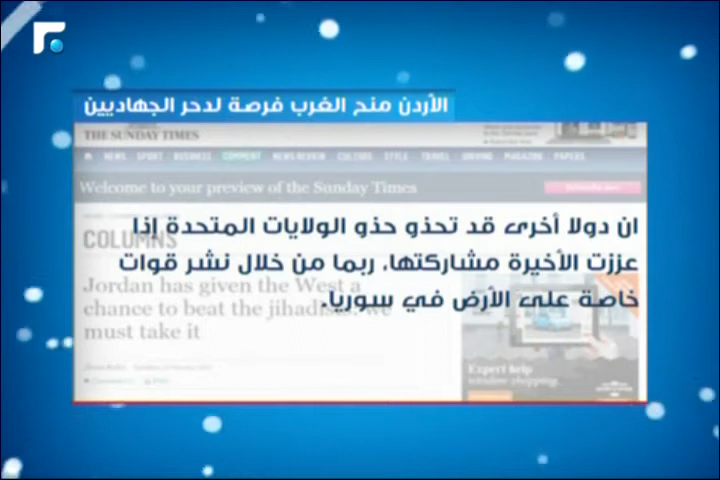 الأردن منح الغرب فرصة لدحر الجهاديين
THE SUNDAY TIMES
NEWS SPORT BUSINESS COMMENT NEWS REVIEW CULTURE STYLE TRAVEL DRIVING MAGAZINE PAPERS
Welcome to your preview of the Sunday Times
ان دولا أخرى قد تحذو حذو الولايات المتحدة إذا
عززت الأخيرة مشاركتها، ربما من خلال نشر قوات
خاصة على الأرض في سوريا.
COLUMNS
Jordan has given the West a
chance to beat the jihadists: we
must take it
Expert help
window shopping.